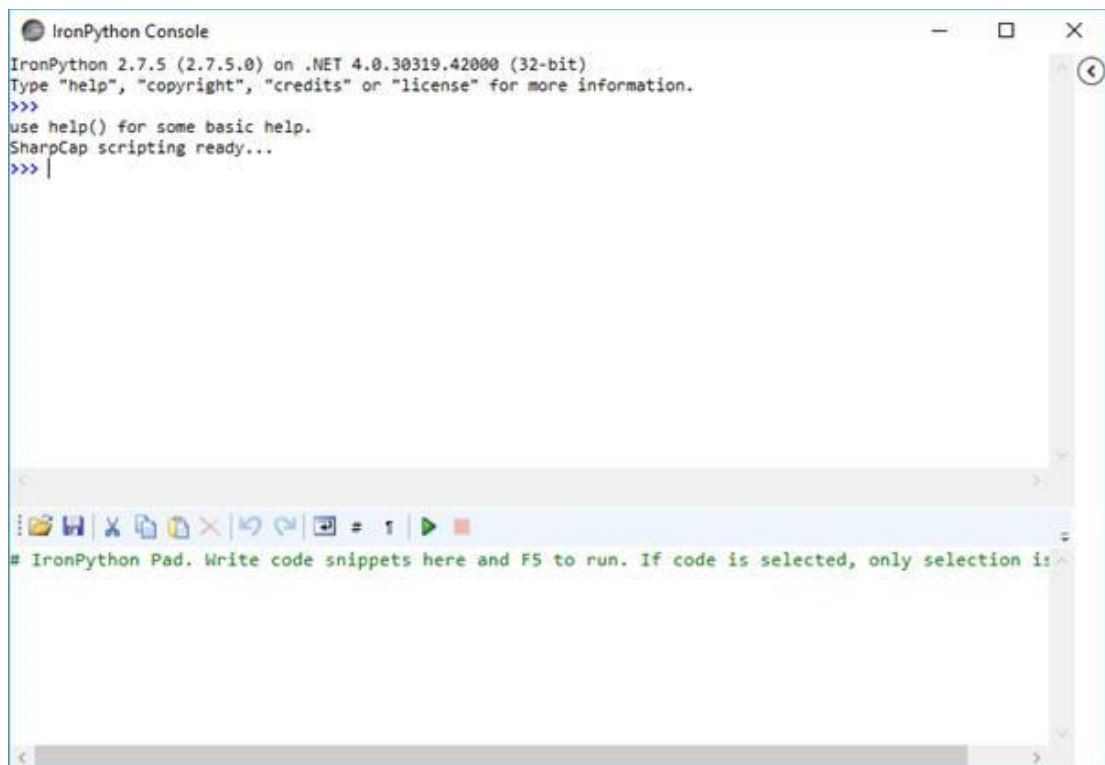 IronPython Console
IronPython 2.7.5 (2.7.5.0) on .NET 4.0.30319.42000 (32-bit)
Type "help", "copyright", "credits" or "license" for more information.
>>>
use help() for some basic help.
SharpCap scripting ready...
>>>
# ¶
# IronPython Pad. Write code snippets here and F5 to run. If code is selected, only selection is